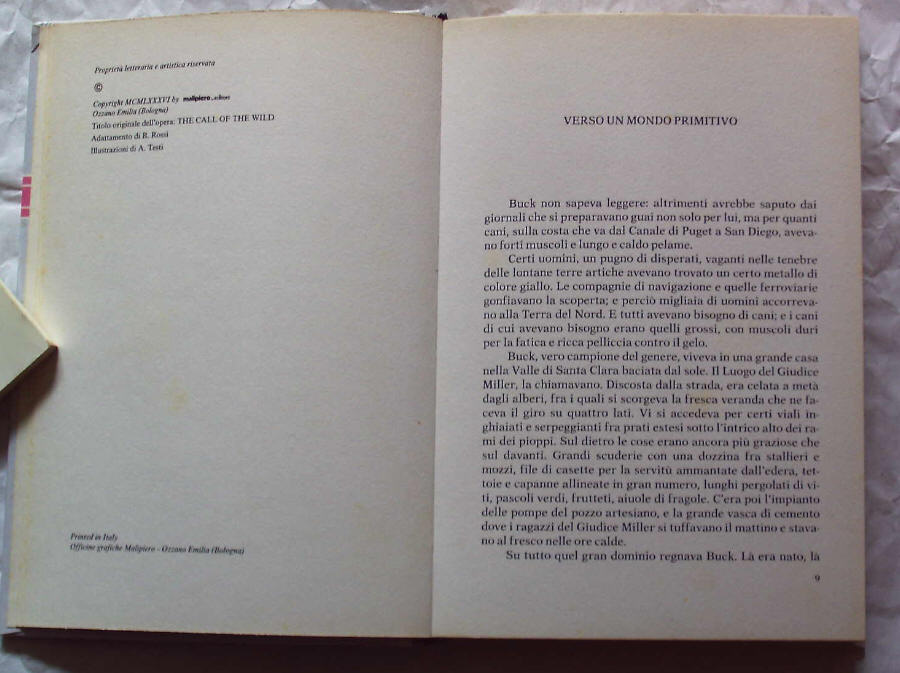 Proprietà letteraria e artistica riservata
©
Copyright MCMLXXXVI by malipiero editore
Ozzano Emilia (Bologna)
Titolo originale dell'opera: THE CALL OF THE WILD
Adattamento di R. Rossi
Illustrazioni di A. Testi
Printed in Italy
Officine grafiche Malipiero - Ozzano Emilia (Bologna)
VERSO UN MONDO PRIMITIVO
Buck non sapeva leggere: altrimenti avrebbe saputo dai
giornali che si preparavano guai non solo per lui, ma per quanti
cani, sulla costa che va dal Canale di Puget a San Diego, aveva-
no forti muscoli e lungo e caldo pelame.
Certi uomini, un pugno di disperati, vaganti nelle tenebre
delle lontane terre artiche avevano trovato un certo metallo di
colore giallo. Le compagnie di navigazione e quelle ferroviarie
gonfiavano la scoperta; e perciò migliaia di uomini accorreva-
no alla Terra del Nord. E tutti avevano bisogno di cani; e i cani
di cui avevano bisogno erano quelli grossi, con muscoli duri
per la fatica e ricca pelliccia contro il gelo.
Buck, vero campione del genere, viveva in una grande casa
nella Valle di Santa Clara baciata dal sole. Il Luogo del Giudice
Miller, la chiamavano. Discosta dalla strada, era celata a metà
dagli alberi, fra i quali si scorgeva la fresca veranda che ne fa-
ceva il giro su quattro lati. Vi si accedeva per certi viali in-
ghiaiati e serpeggianti fra prati estesi sotto l'intrico alto dei ra-
mi dei pioppi. Sul dietro le cose erano ancora più graziose che
sul davanti. Grandi scuderie con una dozzina fra stallieri e
mozzi, file di casette per la servitù ammantate dall'edera, tet-
toie e capanne allineate in gran numero, lunghi pergolati di vi-
ti, pascoli verdi, frutteti, aiuole di fragole. C'era poi l'impianto
delle pompe del pozzo artesiano, e la grande vasca di cemento
dove i ragazzi del Giudice Miller si tuffavano il mattino e stava-
no al fresco nelle ore calde.
Su tutto quel gran dominio regnava Buck. Là era nato, là
9